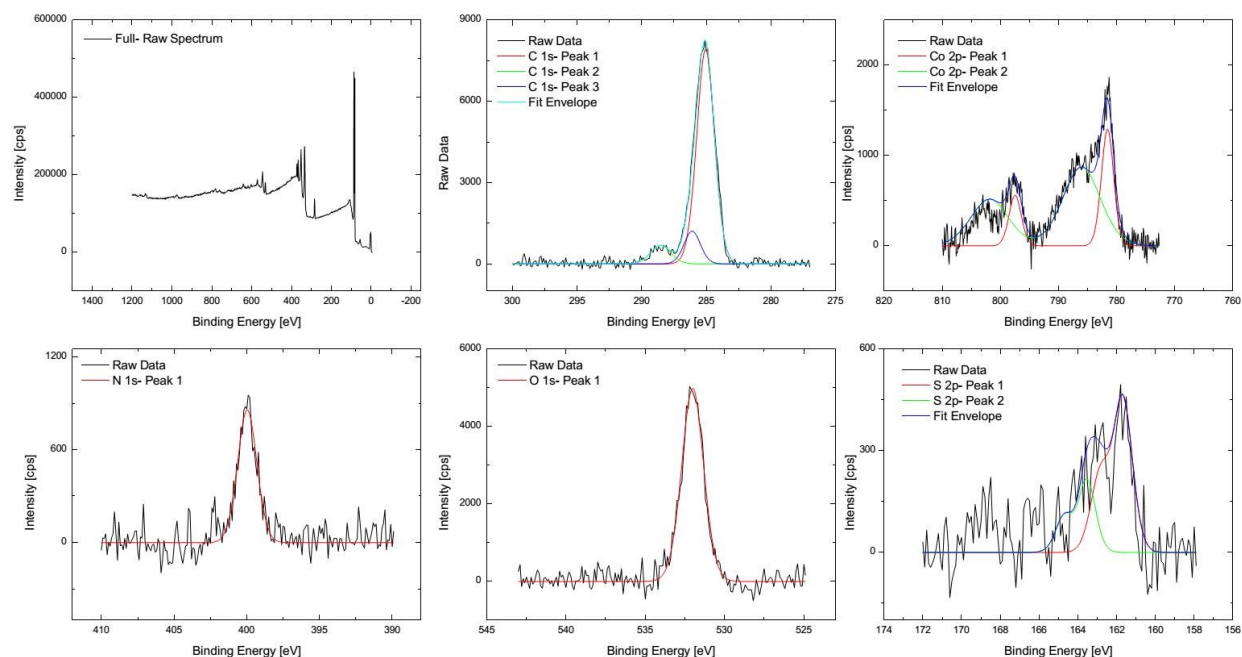 600000
400000
200000
0
Intensity [cps]
Full- Raw Spectrum
1400 1200 1000 800 600 400 200 0 -200
Binding Energy [eV]
9000
6000
3000
0
Raw Data
Raw Data
C 1s- Peak 1
C 1s- Peak 2
C 1s- Peak 3
Fit Envelope
300 295 290 285 280 275
Binding Energy [eV]
2000
1000
0
Intensity [cps]
Raw Data
Co 2p- Peak 1
Co 2p- Peak 2
Fit Envelope
820 810 800 790 780 770 760
Binding Energy [eV]
1200
900
600
300
0
Intensity [cps]
Raw Data
N 1s- Peak 1
410 405 400 395 390
Binding Energy [eV]
6000
4000
2000
0
Intensity [cps]
Raw Data
O 1s- Peak 1
545 540 535 530 525
Binding Energy [eV]
600
300
0
Intensity [cps]
Raw Data
S 2p- Peak 1
S 2p- Peak 2
Fit Envelope
174 172 170 168 166 164 162 160 158 156
Binding Energy [eV]